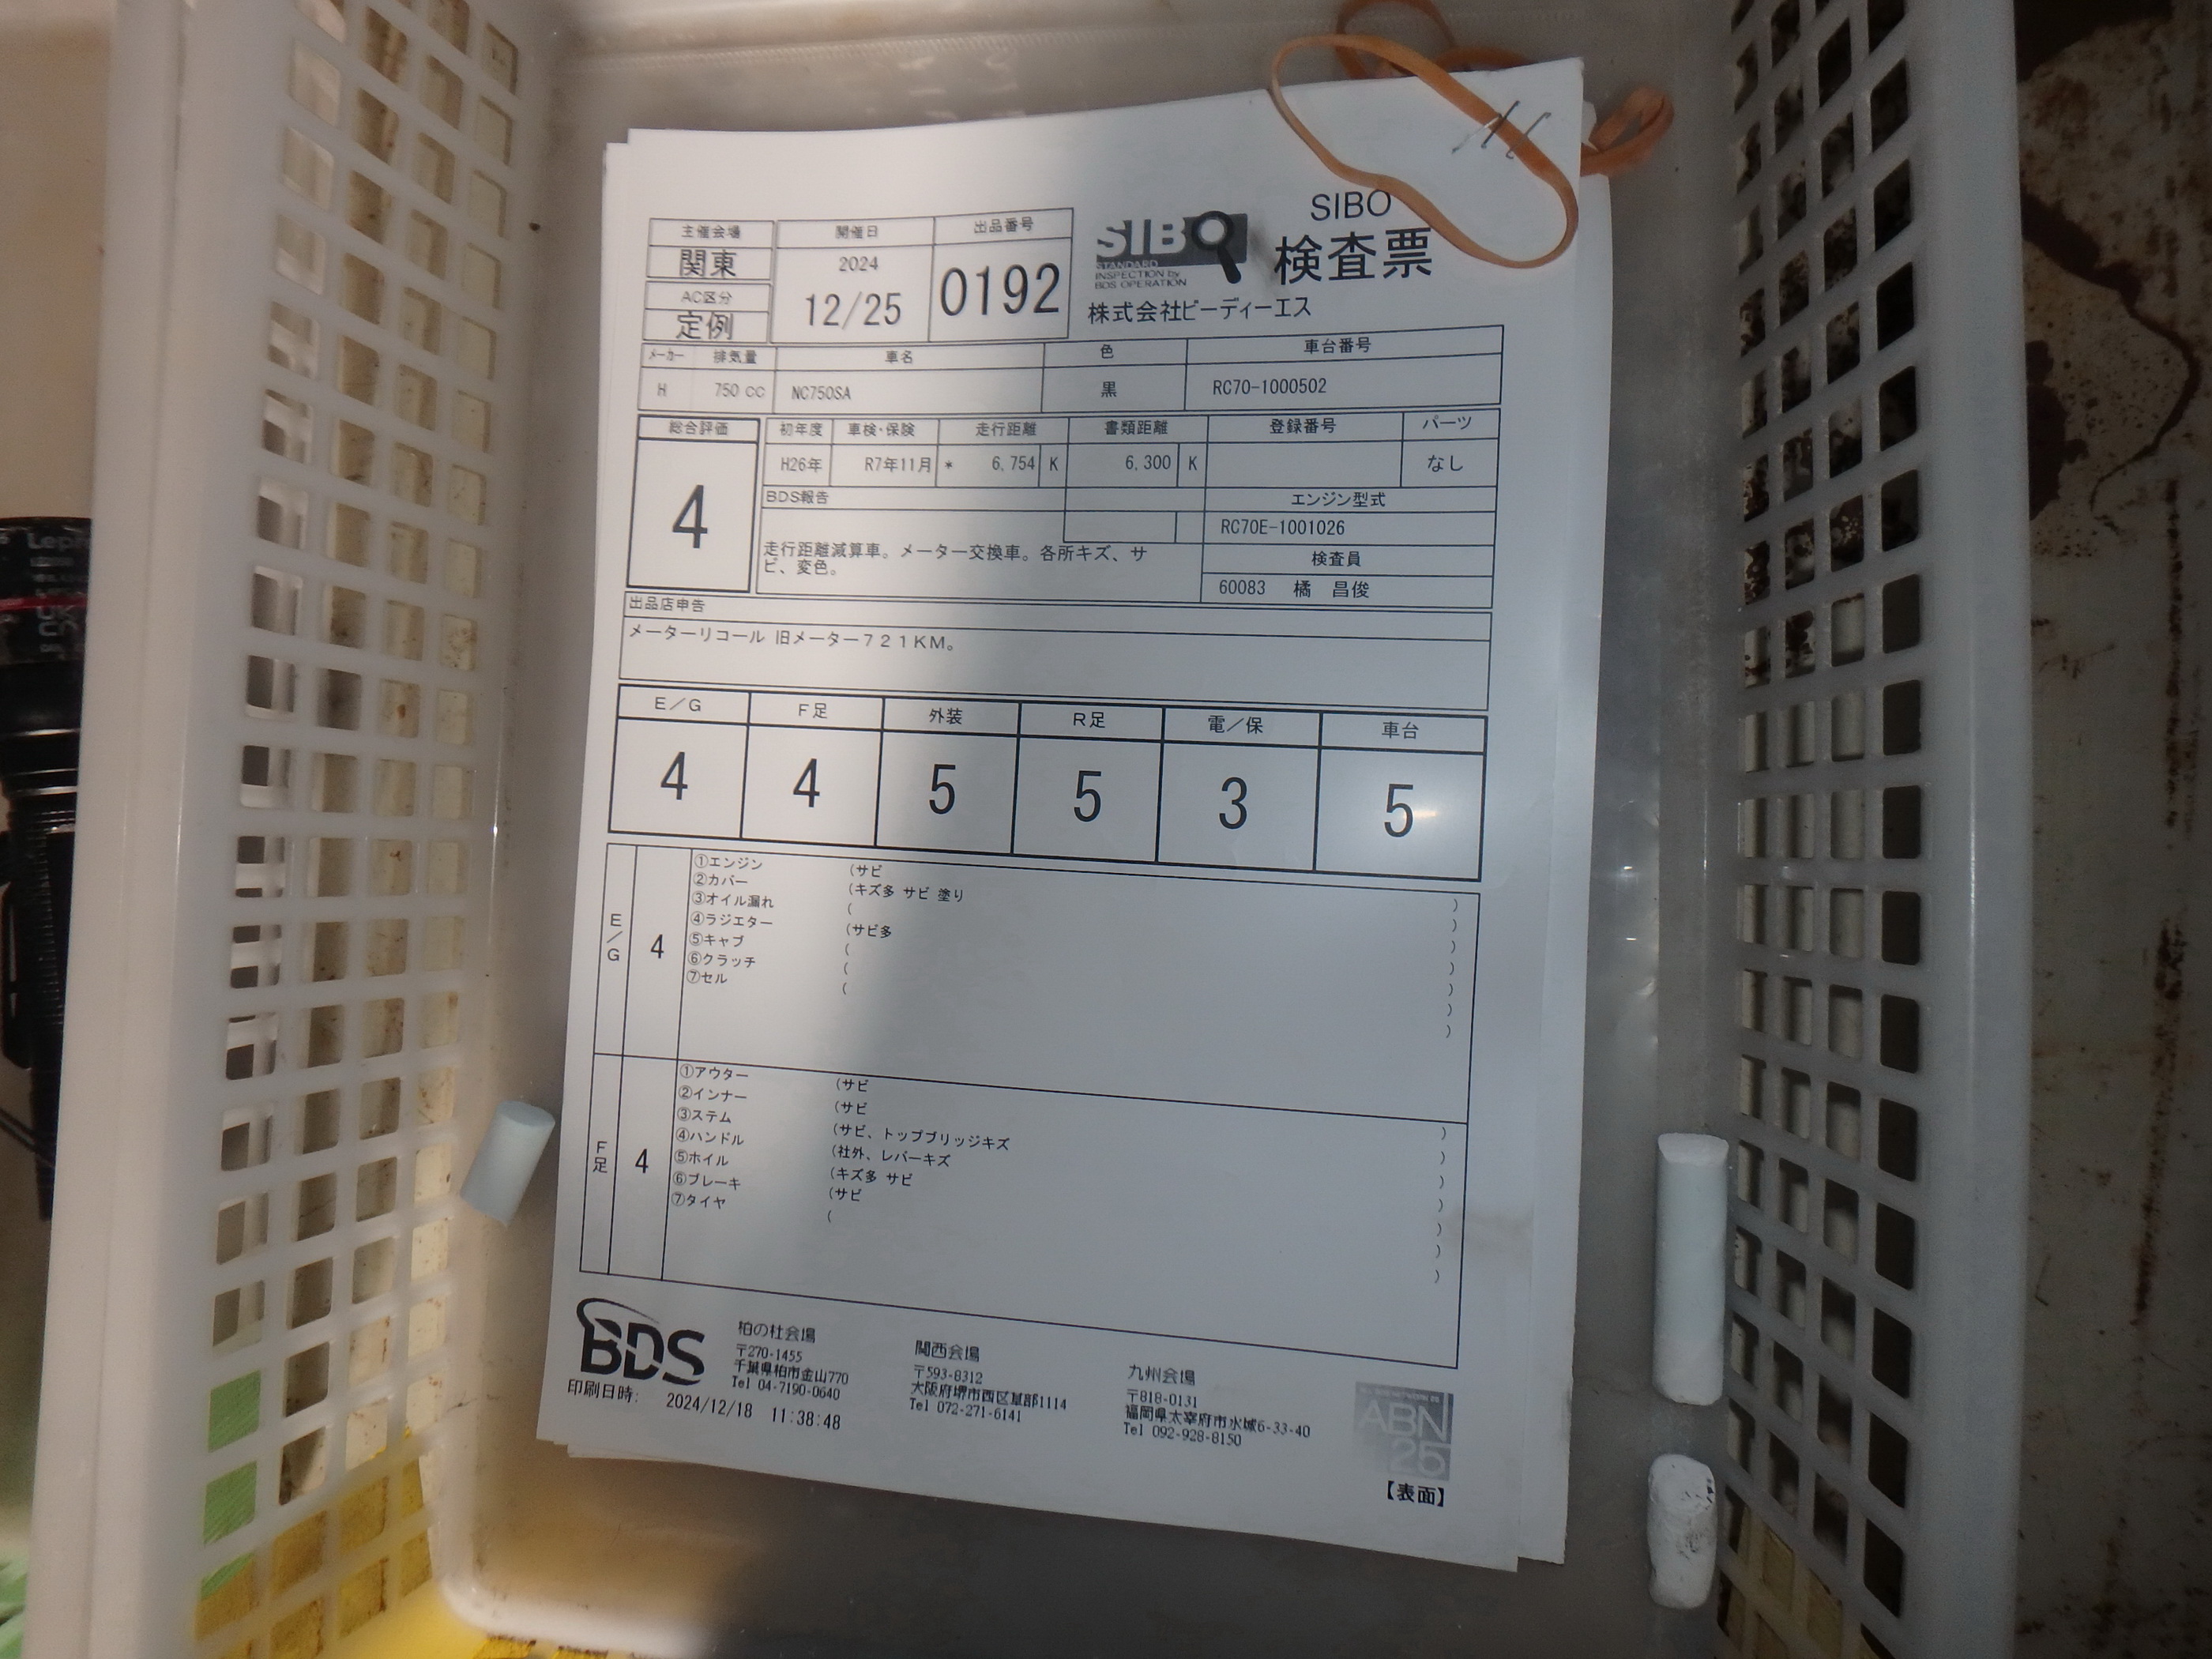 主催会場
関東
AC区分
定例
開催日
2024
12/25
出品番号
0192
SIBO
STANDARD
INSPECTION by
BDS OPERATION
SIBO
検査票
株式会社ビーディーエス
メーカー 排気量 車名 色 車台番号
H 750 cc NC750SA 黒 RC70-1000502
総合評価
4
初年度 車検・保険 走行距離 書類距離 登録番号 パーツ
H26年 R7年11月 * 6,754 K 6,300 K なし
BDS報告
走行距離減算車。メーター交換車。各所キズ、サ
ビ、変色。
エンジン型式
RC70E-1001026
検査員
60083 橘 昌俊
出品店申告
メーターリコール 旧メーター721KM。
E/G F足 外装 R足 電/保 車台
4 4 5 5 3 5
E/G 4
①エンジン (サビ )
②カバー (キズ多 サビ 塗り )
③オイル漏れ ( )
④ラジエター (サビ多 )
⑤キャブ ( )
⑥クラッチ ( )
⑦セル ( )
F足 4
①アウター (サビ )
②インナー (サビ )
③ステム (サビ、トップブリッジキズ )
④ハンドル (社外、レバーキズ )
⑤ホイル (キズ多 サビ )
⑥ブレーキ (サビ )
⑦タイヤ ( )
BDS
柏の杜会場
〒270-1455
千葉県柏市金山770
Tel 04-7190-0640
関西会場
〒593-8312
大阪府堺市西区草部1114
Tel 072-271-6141
九州会場
〒818-0131
福岡県太宰府市水城6-33-40
Tel 092-928-8150
印刷日時: 2024/12/18 11:38:48
ABN
25
【表面】